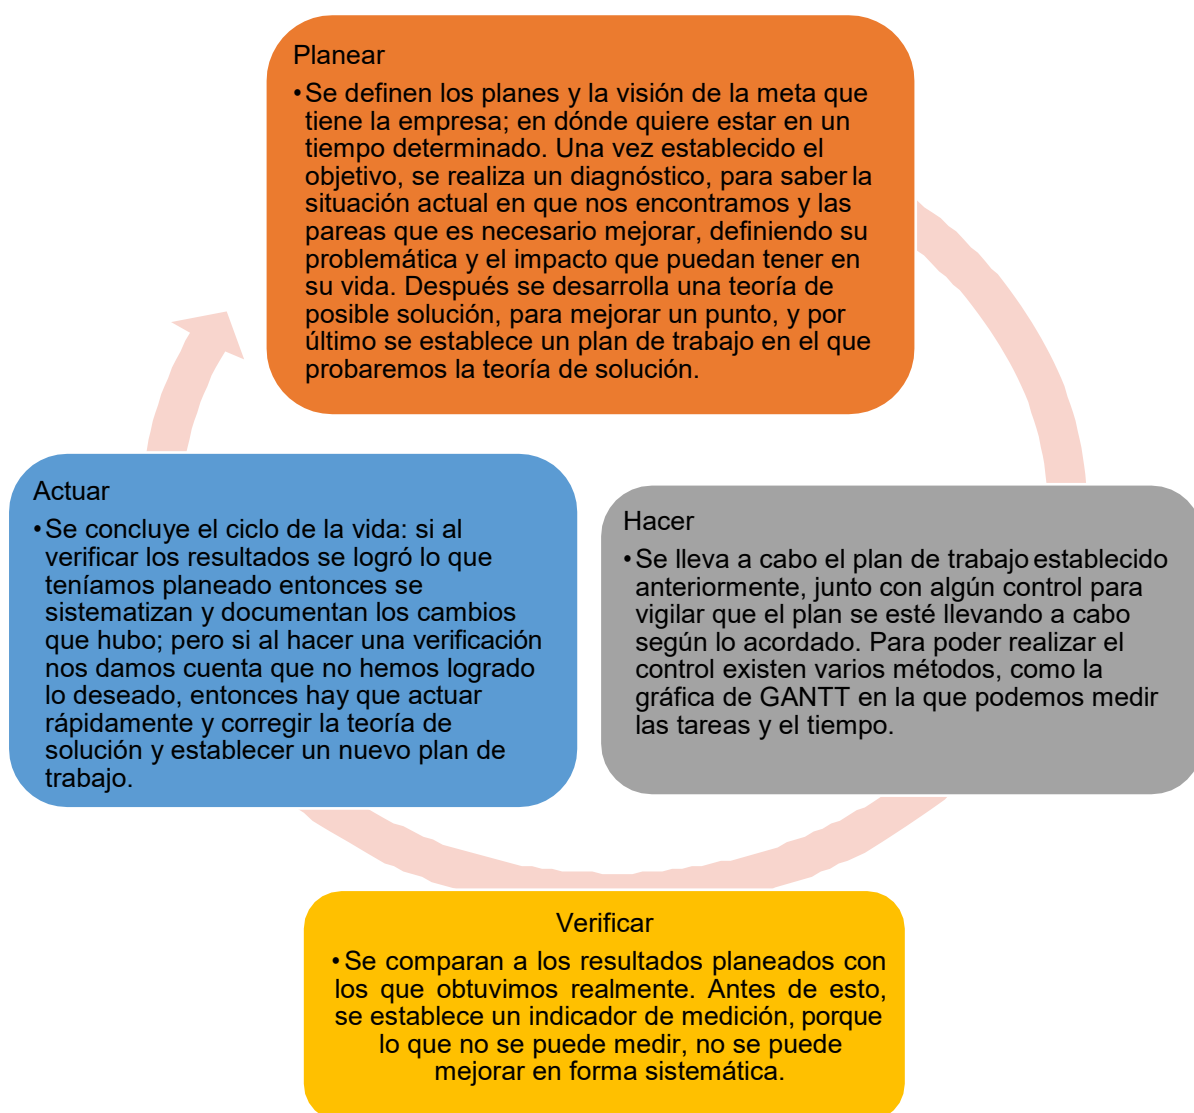 Planear
•Se definen los planes y la visión de la meta que
tiene la empresa; en dónde quiere estar en un
tiempo determinado. Una vez establecido el
objetivo, se realiza un diagnóstico, para saber la
situación actual en que nos encontramos y las
pareas que es necesario mejorar, definiendo su
problemática y el impacto que puedan tener en
su vida. Después se desarrolla una teoría de
posible solución, para mejorar un punto, y por
último se establece un plan de trabajo en el que
probaremos la teoría de solución.
Hacer
•Se lleva a cabo el plan de trabajo establecido
anteriormente, junto con algún control para
vigilar que el plan se esté llevando a cabo
según lo acordado. Para poder realizar el
control existen varios métodos, como la
gráfica de GANTT en la que podemos medir
las tareas y el tiempo.
Verificar
•Se comparan a los resultados planeados con
los que obtuvimos realmente. Antes de esto,
se establece un indicador de medición, porque
lo que no se puede medir, no se puede
mejorar en forma sistemática.
Actuar
•Se concluye el ciclo de la vida: si al
verificar los resultados se logró lo que
teníamos planeado entonces se
sistematizan y documentan los cambios
que hubo; pero si al hacer una verificación
nos damos cuenta que no hemos logrado
lo deseado, entonces hay que actuar
rápidamente y corregir la teoría de
solución y establecer un nuevo plan de
trabajo.